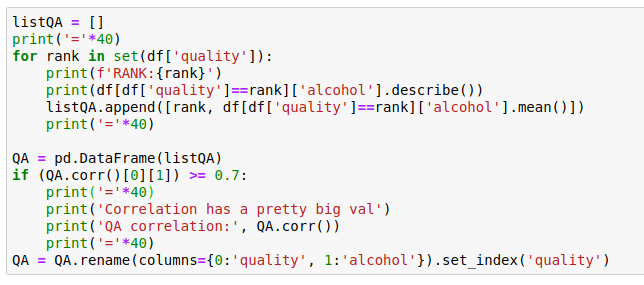 listQA = []
print('='*40)
for rank in set(df['quality']):
    print(f'RANK:{rank}')
    print(df[df['quality']==rank]['alcohol'].describe())
    listQA.append([rank, df[df['quality']==rank]['alcohol'].mean()])
    print('='*40)

QA = pd.DataFrame(listQA)
if (QA.corr()[0][1]) >= 0.7:
    print('='*40)
    print('Correlation has a pretty big val')
    print('QA correlation:', QA.corr())
    print('='*40)
QA = QA.rename(columns={0:'quality', 1:'alcohol'}).set_index('quality')